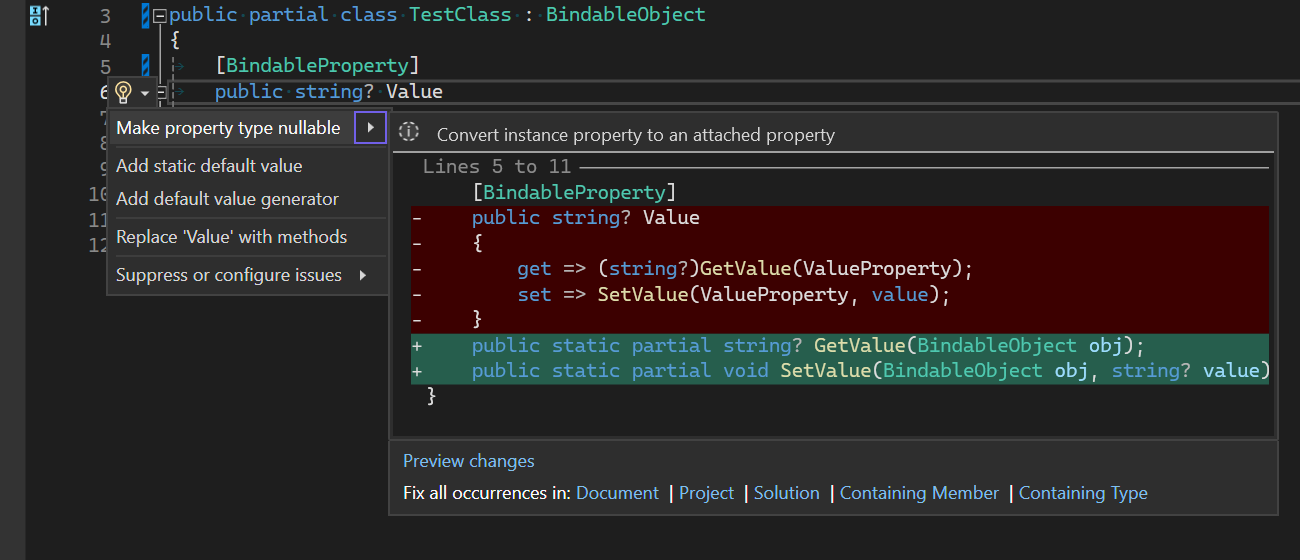 3 public partial class TestClass : BindableObject
4 {
5 [BindableProperty]
6 public string? Value
Make property type nullable
Add static default value
Add default value generator
Replace 'Value' with methods
Suppress or configure issues
10
11
12
Convert instance property to an attached property
Lines 5 to 11
[BindableProperty]
- public string? Value
- {
- get => (string?)GetValue(ValueProperty);
- set => SetValue(ValueProperty, value);
- }
+ public static partial string? GetValue(BindableObject obj);
+ public static partial void SetValue(BindableObject obj, string? value)
}
Preview changes
Fix all occurrences in: Document | Project | Solution | Containing Member | Containing Type